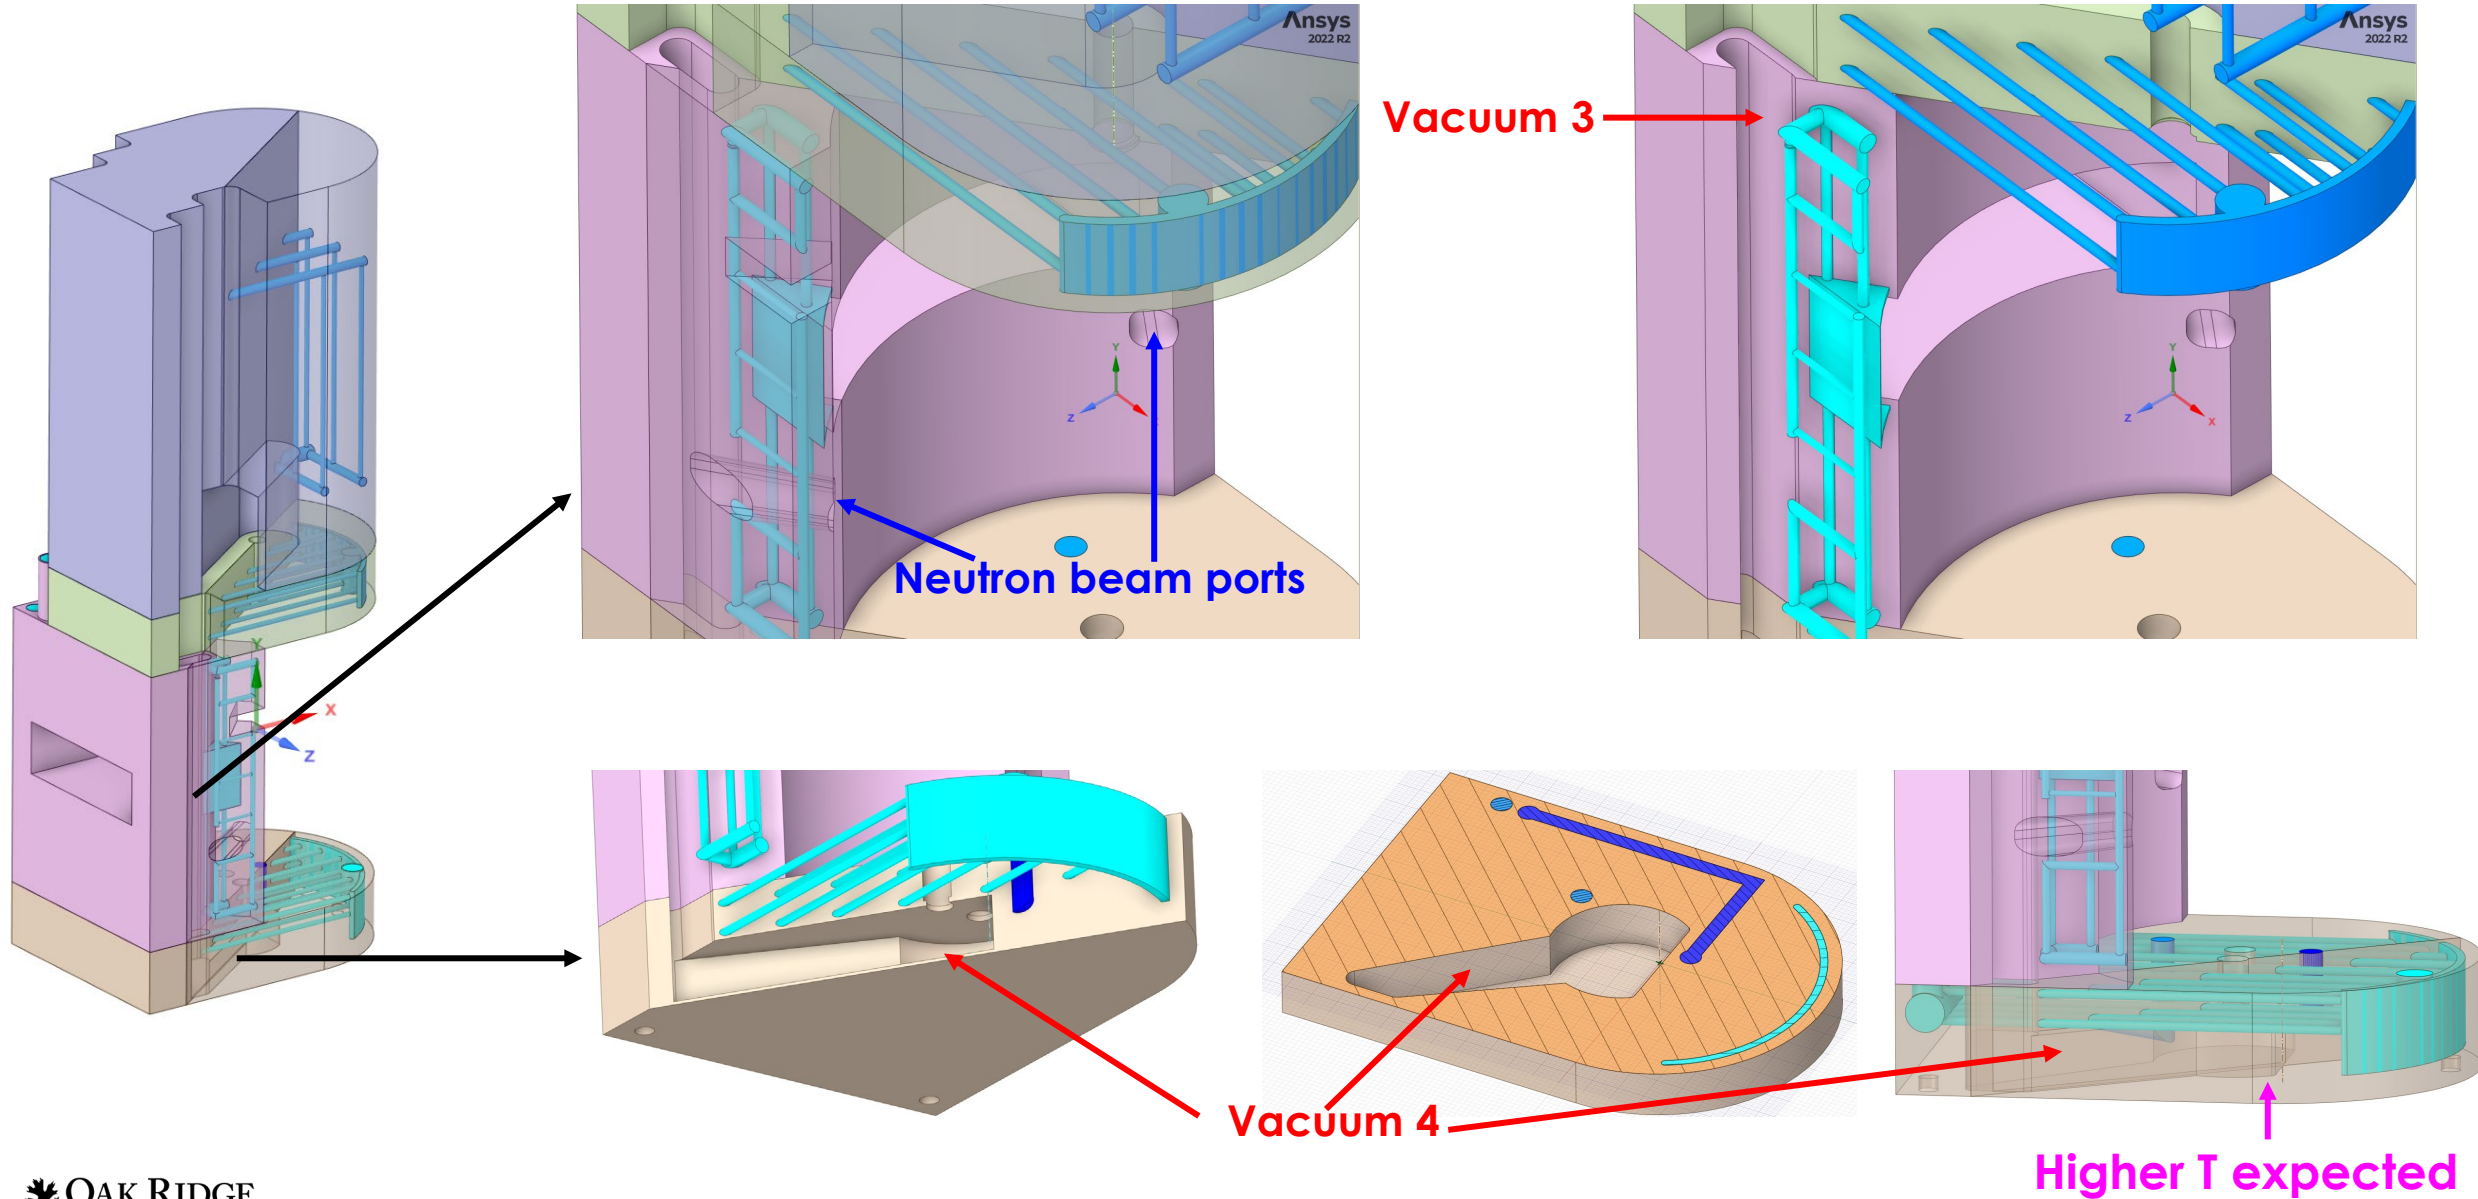 Ansys
2022 R2
Ansys
2022 R2
Vacuum 3
Y
Z
Y
Z
X
Neutron beam ports
Y
X
Z
Vacuum 4
Higher T expected
OAK RIDGE